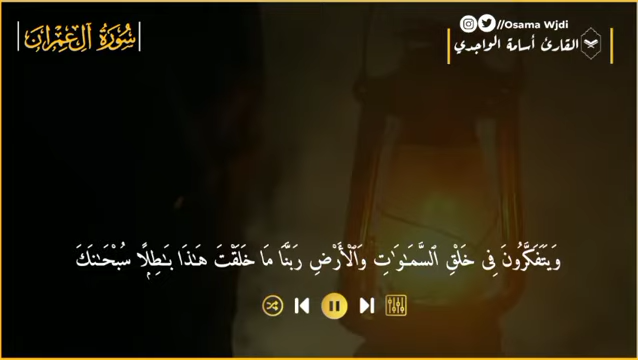 سُورَةُ آلِ عِمْرَان
//Osama Wjdi
القارئ أسامة الواجدي
وَيَتَفَكَّرُونَ فِى خَلْقِ ٱلسَّمَـٰوَٰتِ وَٱلْأَرْضِ رَبَّنَا مَا خَلَقْتَ هَـٰذَا بَـٰطِلًا سُبْحَـٰنَكَ